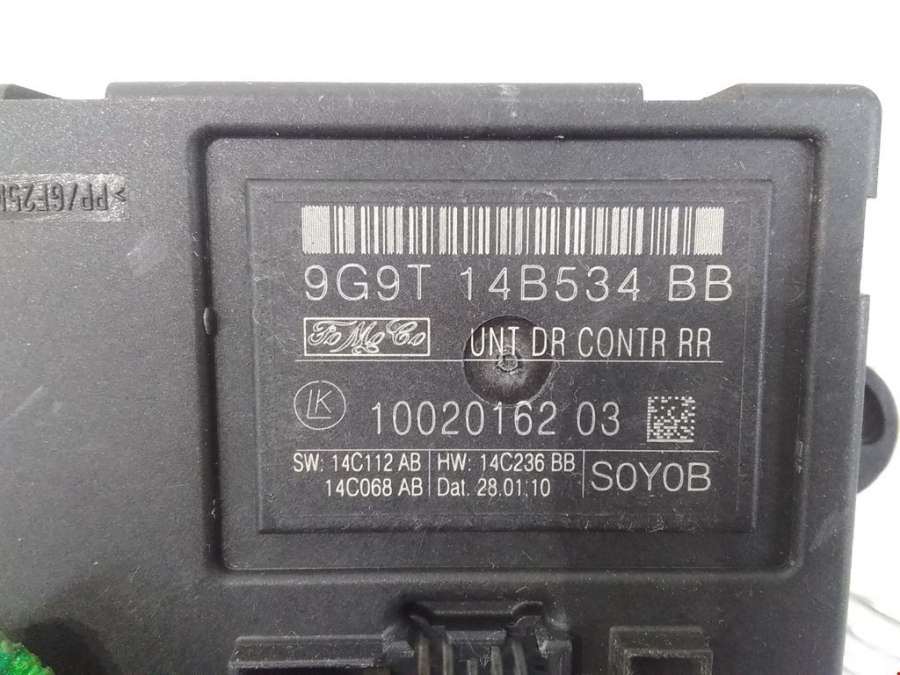 9G9T 14B534 BB
FoMoCo UNT DR CONTR RR
LK 10020162 03
SW: 14C112 AB HW: 14C236 BB
14C068 AB Dat. 28.01.10 S0Y0B